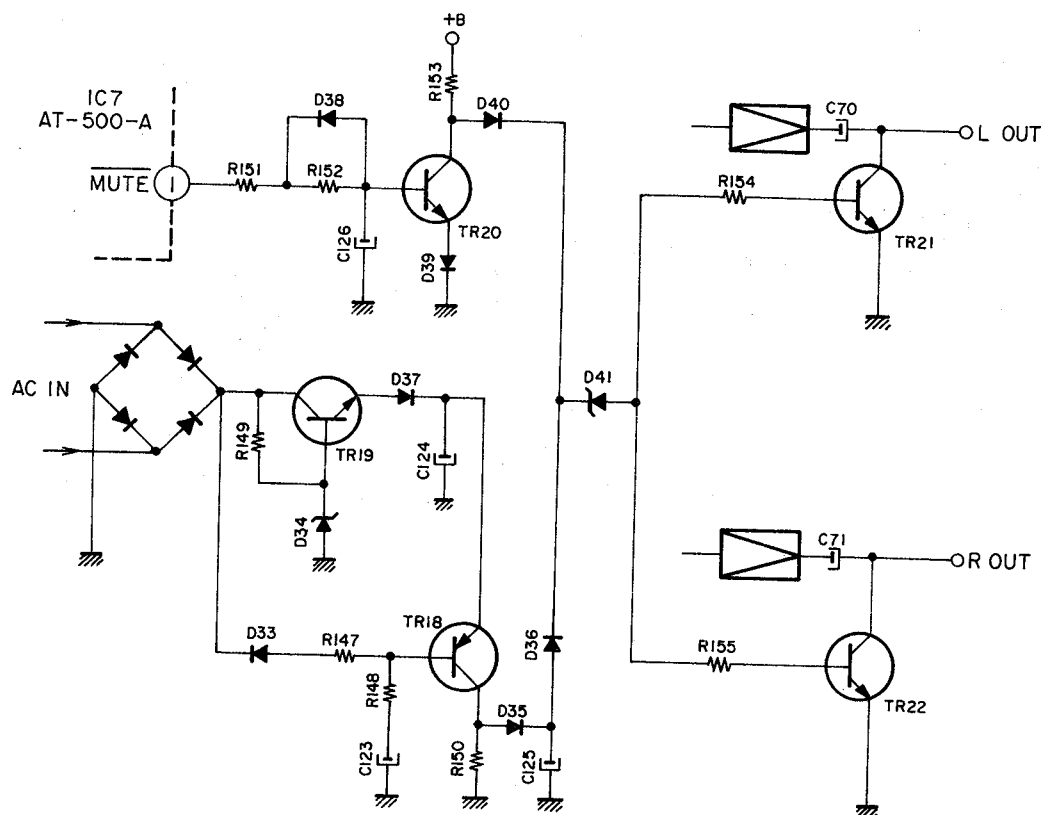 +B
R153
IC7
AT-500-A
D38
D40
C70
L OUT
MUTE
1
R151
R152
R154
TR20
TR21
C126
D39
AC IN
D37
D41
R149
TR19
C124
D34
C71
R OUT
TR18
D33
R147
D36
R155
R148
TR22
D35
C123
R150
C125